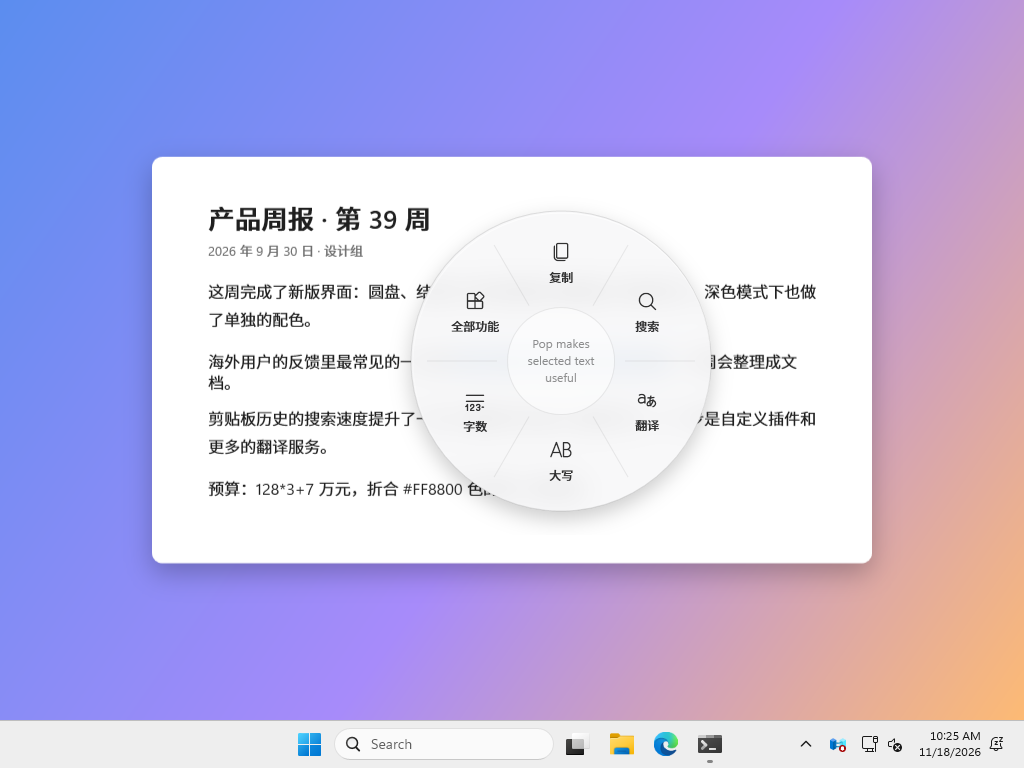 产品周报 · 第 39 周
2026 年 9 月 30 日 · 设计组
这周完成了新版界面：圆盘、
深色模式下也做
了单独的配色。
海外用户的反馈里最常见的一
周会整理成文
档。
剪贴板历史的搜索速度提升了一
是自定义插件和
更多的翻译服务。
预算：128*3+7 万元，折合 #FF8800 色
复制
搜索
翻译
大写
字数
全部功能
Pop makes
selected text
useful
AB
123-
aあ
Search
10:25 AM
11/18/2026